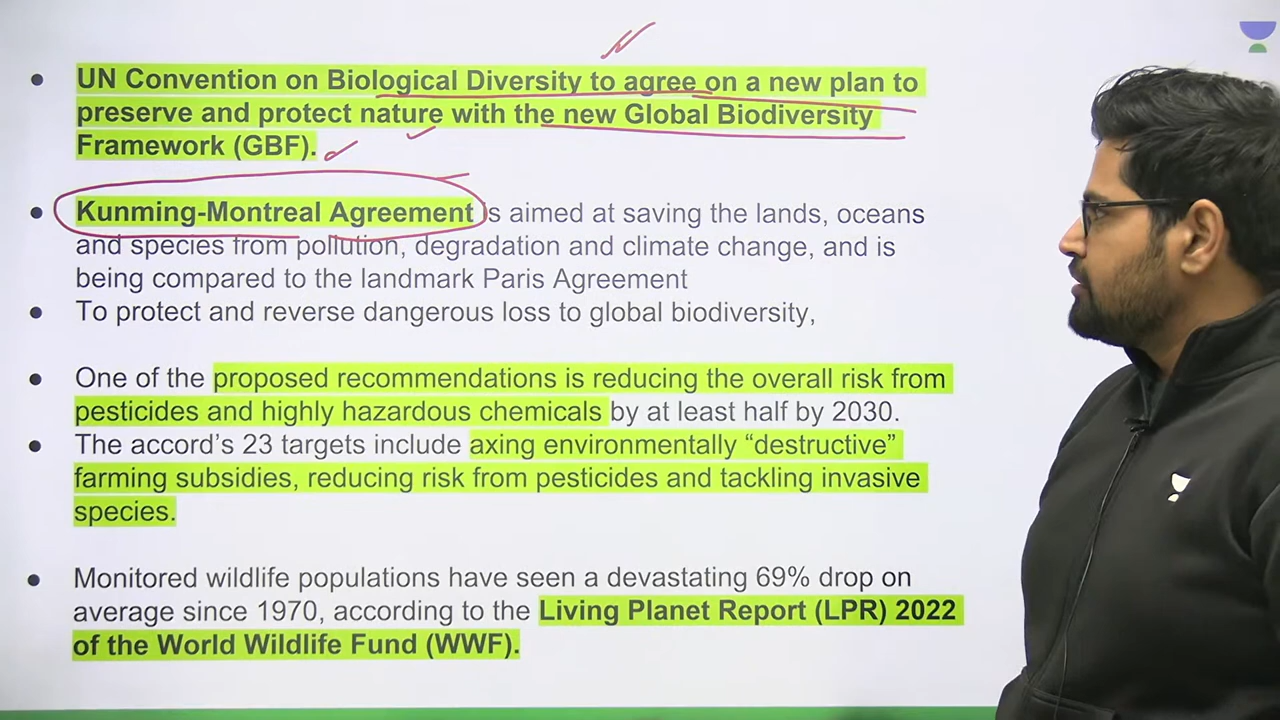 UN Convention on Biological Diversity to agree on a new plan to
preserve and protect nature with the new Global Biodiversity
Framework (GBF).
Kunming-Montreal Agreement is aimed at saving the lands, oceans
and species from pollution, degradation and climate change, and is
being compared to the landmark Paris Agreement
To protect and reverse dangerous loss to global biodiversity,
One of the proposed recommendations is reducing the overall risk from
pesticides and highly hazardous chemicals by at least half by 2030.
The accord’s 23 targets include axing environmentally “destructive”
farming subsidies, reducing risk from pesticides and tackling invasive
species.
Monitored wildlife populations have seen a devastating 69% drop on
average since 1970, according to the Living Planet Report (LPR) 2022
of the World Wildlife Fund (WWF).